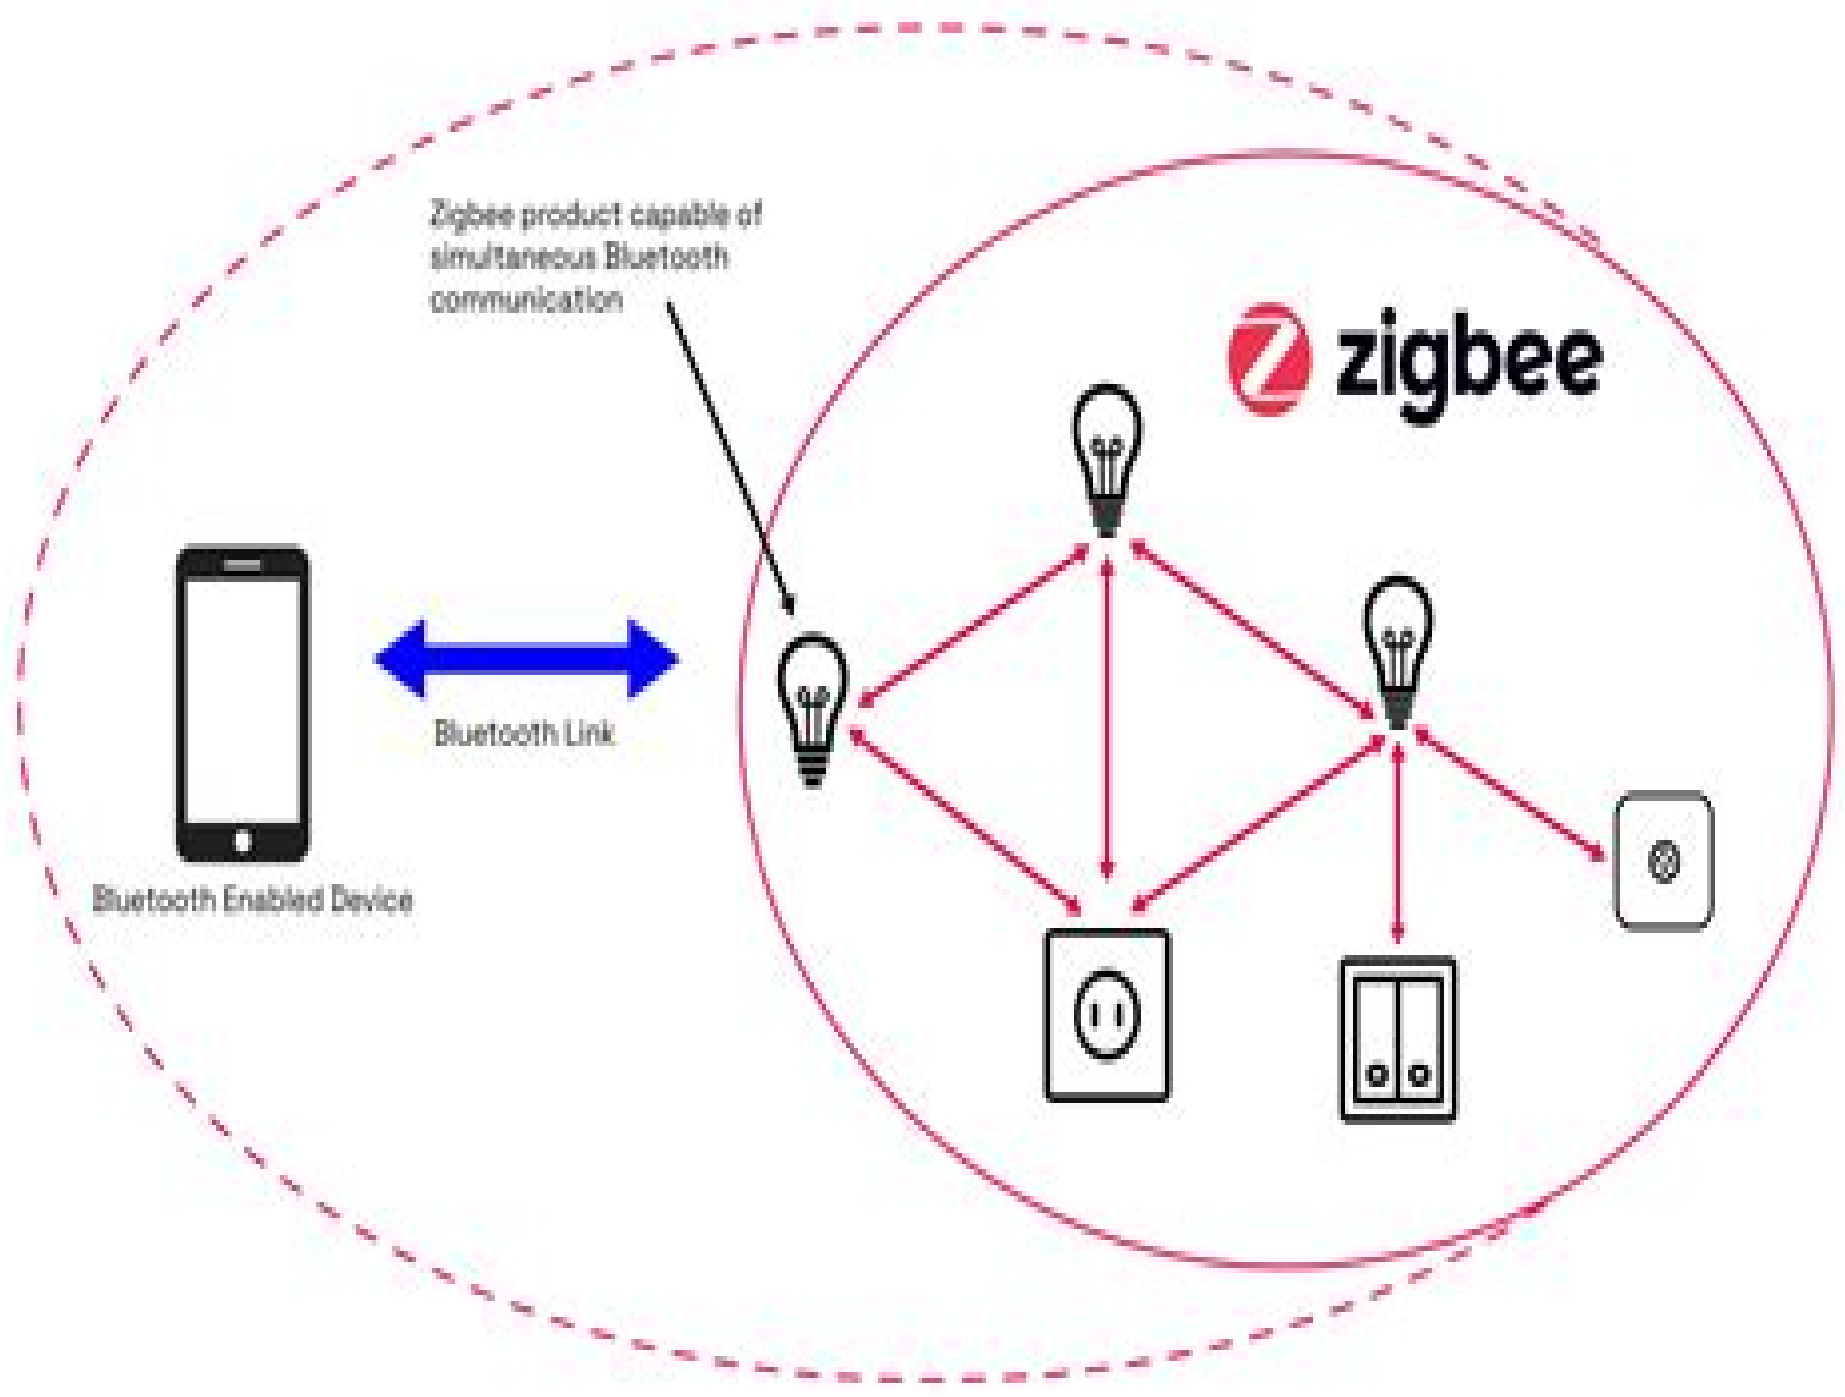 Zigbee product capable of
simultaneous Bluetooth
communication
zigbee
Bluetooth Link
Bluetooth Enabled Device